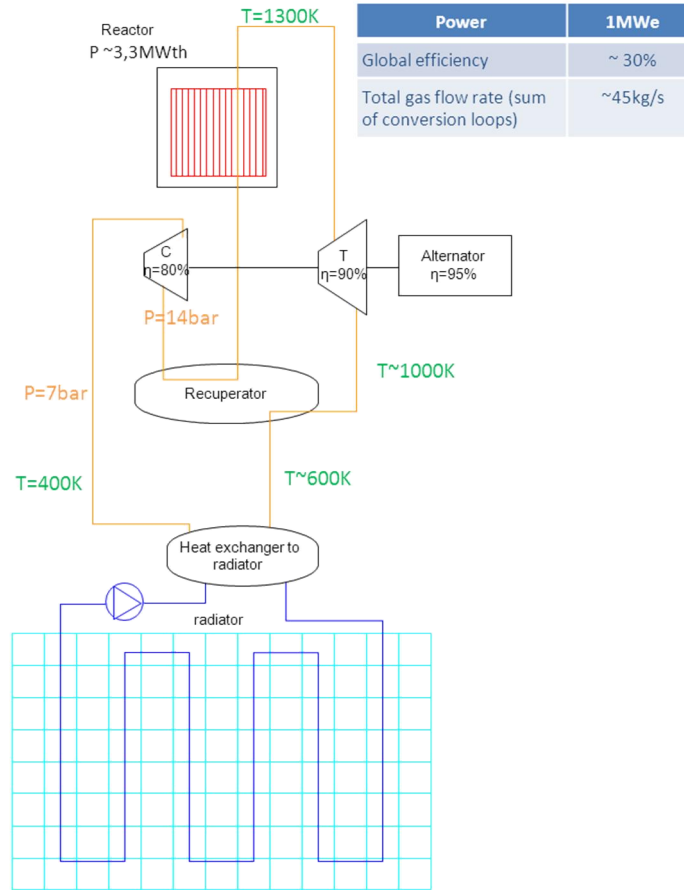 T=1300K
Reactor
P ~3,3MWth
Power
1MWe
Global efficiency
~ 30%
Total gas flow rate (sum
of conversion loops)
~45kg/s
C
η=80%
T
η=90%
Alternator
η=95%
P=14bar
T~1000K
P=7bar
Recuperator
T=400K
T~600K
Heat exchanger to
radiator
radiator